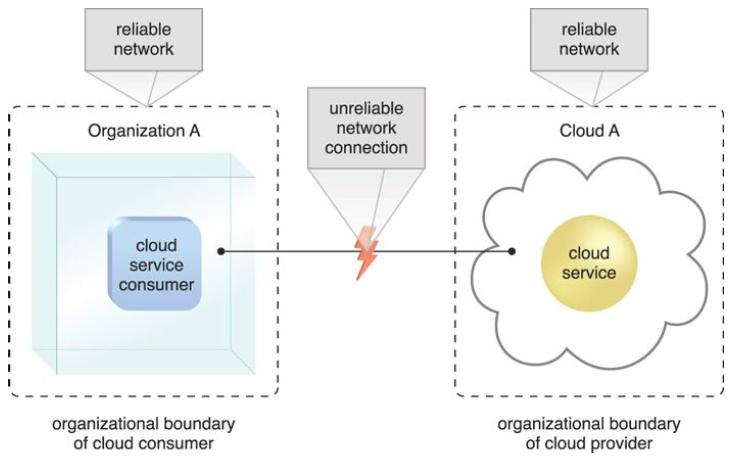 reliable
network
reliable
network
unreliable
network
connection
Organization A
Cloud A
cloud
service
consumer
cloud
service
organizational boundary
of cloud consumer
organizational boundary
of cloud provider